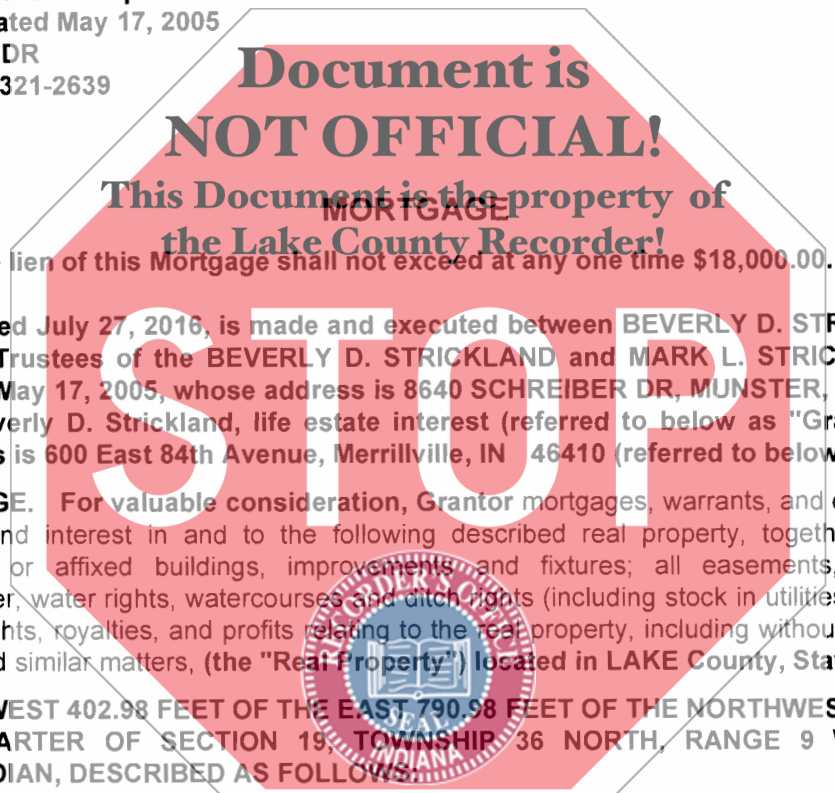 ated May 17, 2005
DR
321-2639
Document is
NOT OFFICIAL!
This Document is the property of
MORTGAGE
the Lake County Recorder!
lien of this Mortgage shall not exceed at any one time $18,000.00.
ed July 27, 2016, is made and executed between BEVERLY D. STR
Trustees of the BEVERLY D. STRICKLAND and MARK L. STRIC
May 17, 2005, whose address is 8640 SCHREIBER DR, MUNSTER,
verly D. Strickland, life estate interest (referred to below as "Gra
s is 600 East 84th Avenue, Merrillville, IN 46410 (referred to below
STOP
GE. For valuable consideration, Grantor mortgages, warrants, and
nd interest in and to the following described real property, togeth
or affixed buildings, improvements and fixtures; all easements,
er, water rights, watercourses and ditch rights (including stock in utilities
hts, royalties, and profits relating to the real property, including withou
d similar matters, (the "Real Property") located in LAKE County, Sta
RECORDER'S OFFICE
SEAL
INDIANA
WEST 402.98 FEET OF THE EAST 790.98 FEET OF THE NORTHWES
ARTER OF SECTION 19, TOWNSHIP 36 NORTH, RANGE 9
DIAN, DESCRIBED AS FOLLOWS: